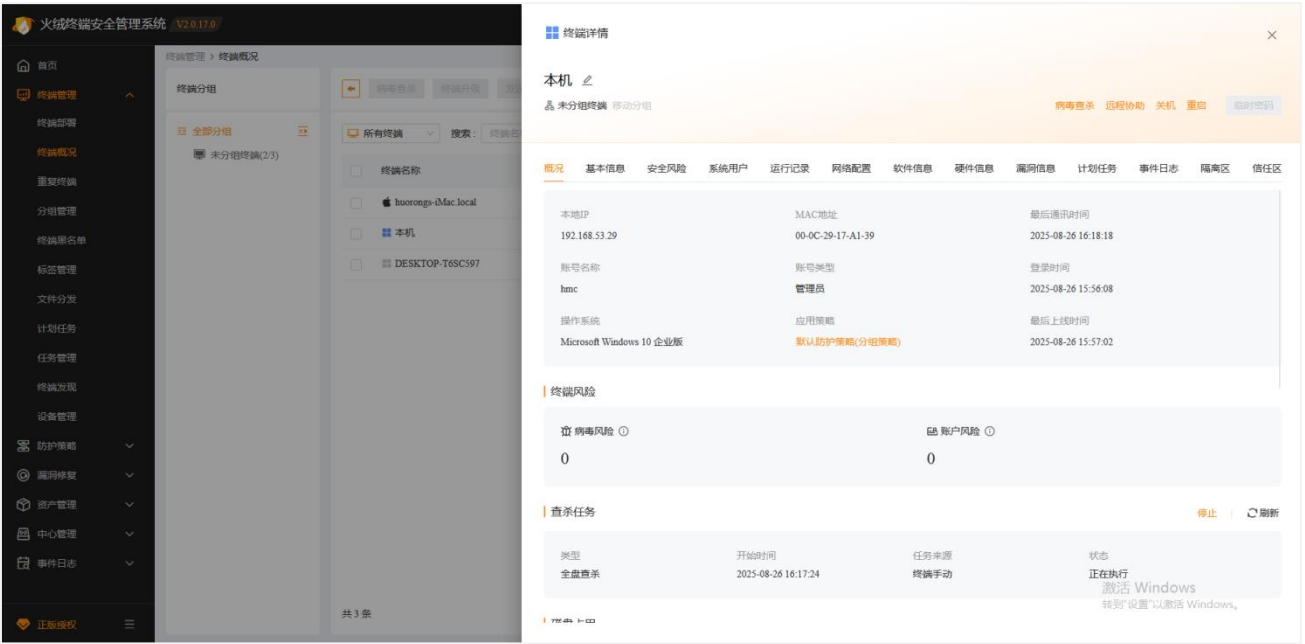 火绒终端安全管理系统 V2.0.17.0
首页
终端管理
终端部署
终端概况
重复终端
分组管理
终端黑名单
标签管理
文件分发
计划任务
任务管理
终端发现
设备管理
防护策略
漏洞修复
资产管理
中心管理
事件日志
正版授权
终端管理 > 终端概况
终端分组
全部分组
未分组终端(2/3)
病毒查杀 终端升级
所有终端 搜索: 终端名
终端名称
huorongs-iMac.local
本机
DESKTOP-T6SC597
共 3 条
终端详情
本机
未分组终端 移动分组
病毒查杀 远程协助 关机 重启 临时密码
概况 基本信息 安全风险 系统用户 运行记录 网络配置 软件信息 硬件信息 漏洞信息 计划任务 事件日志 隔离区 信任区
本地IP MAC地址 最后通讯时间
192.168.53.29 00-0C-29-17-A1-39 2025-08-26 16:18:18
账号名称 账号类型 登录时间
hmc 管理员 2025-08-26 15:56:08
操作系统 应用策略 最后上线时间
Microsoft Windows 10 企业版 默认防护策略(分组策略) 2025-08-26 15:57:02
终端风险
病毒风险 账户风险
0 0
查杀任务 停止 刷新
类型 开始时间 任务来源 状态
全盘查杀 2025-08-26 16:17:24 终端手动 正在执行
激活 Windows
转到"设置"以激活 Windows。